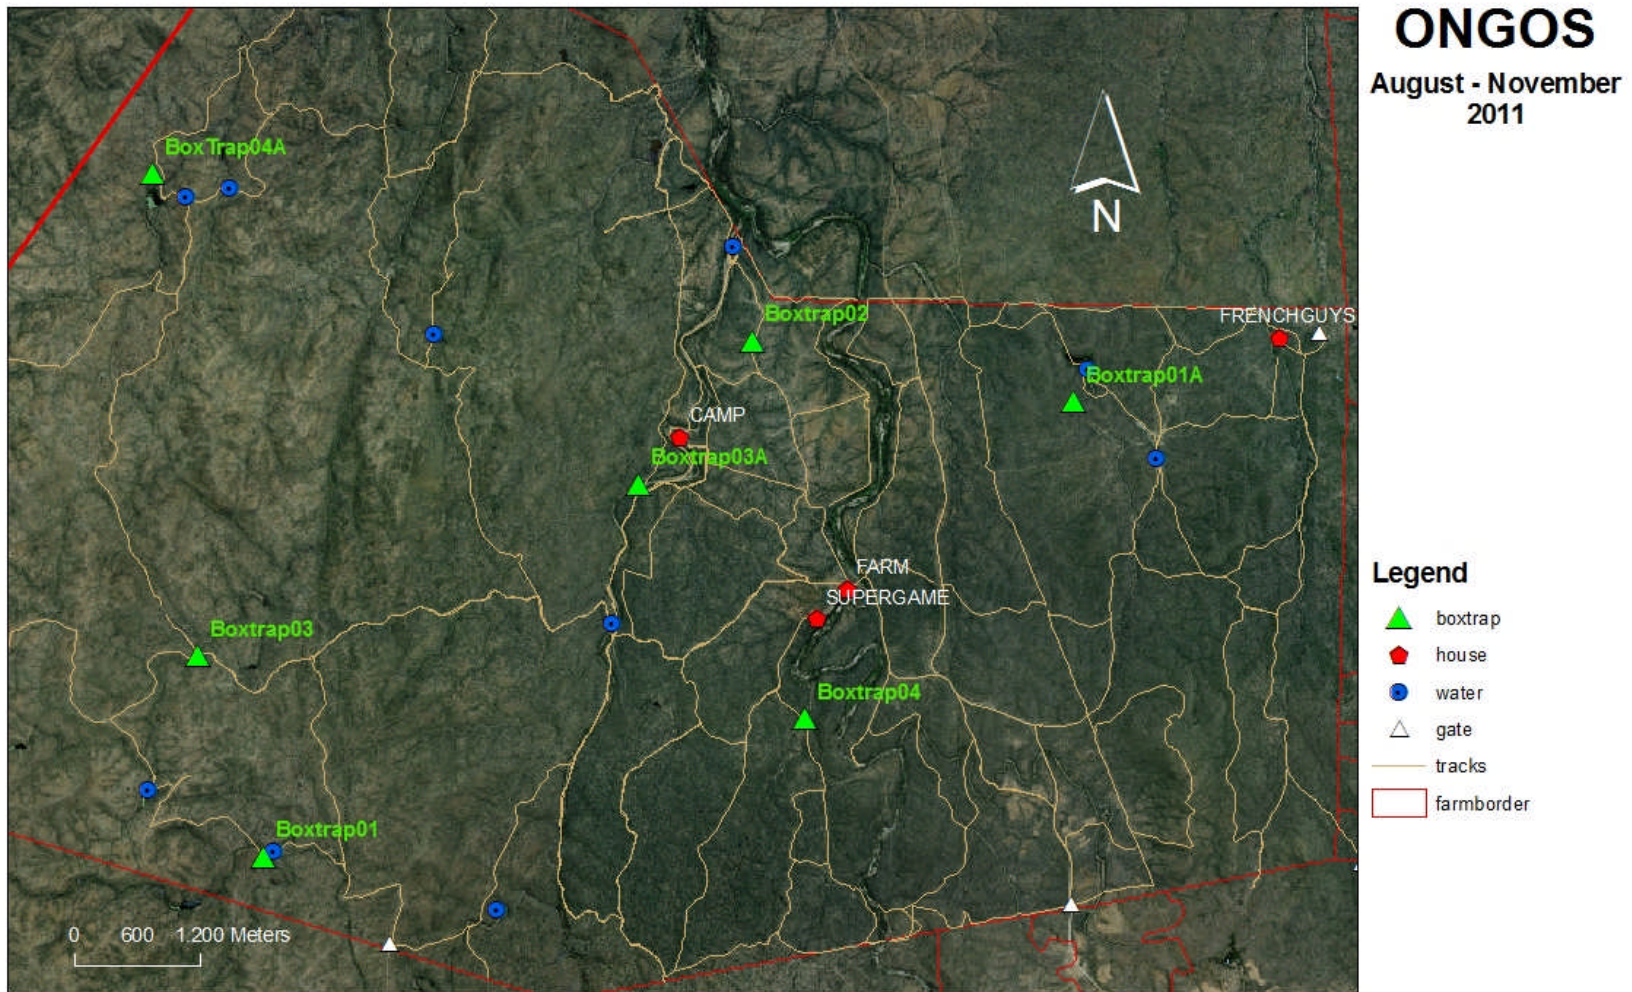 ONGOS
August - November
2011
BoxTrap04A
N
Boxtrap02
FRENCHGUYS
Boxtrap01A
CAMP
Boxtrap03A
FARM
SUPERGAME
Boxtrap03
Boxtrap04
Boxtrap01
0 600 1.200 Meters
Legend
boxtrap
house
water
gate
tracks
farmborder